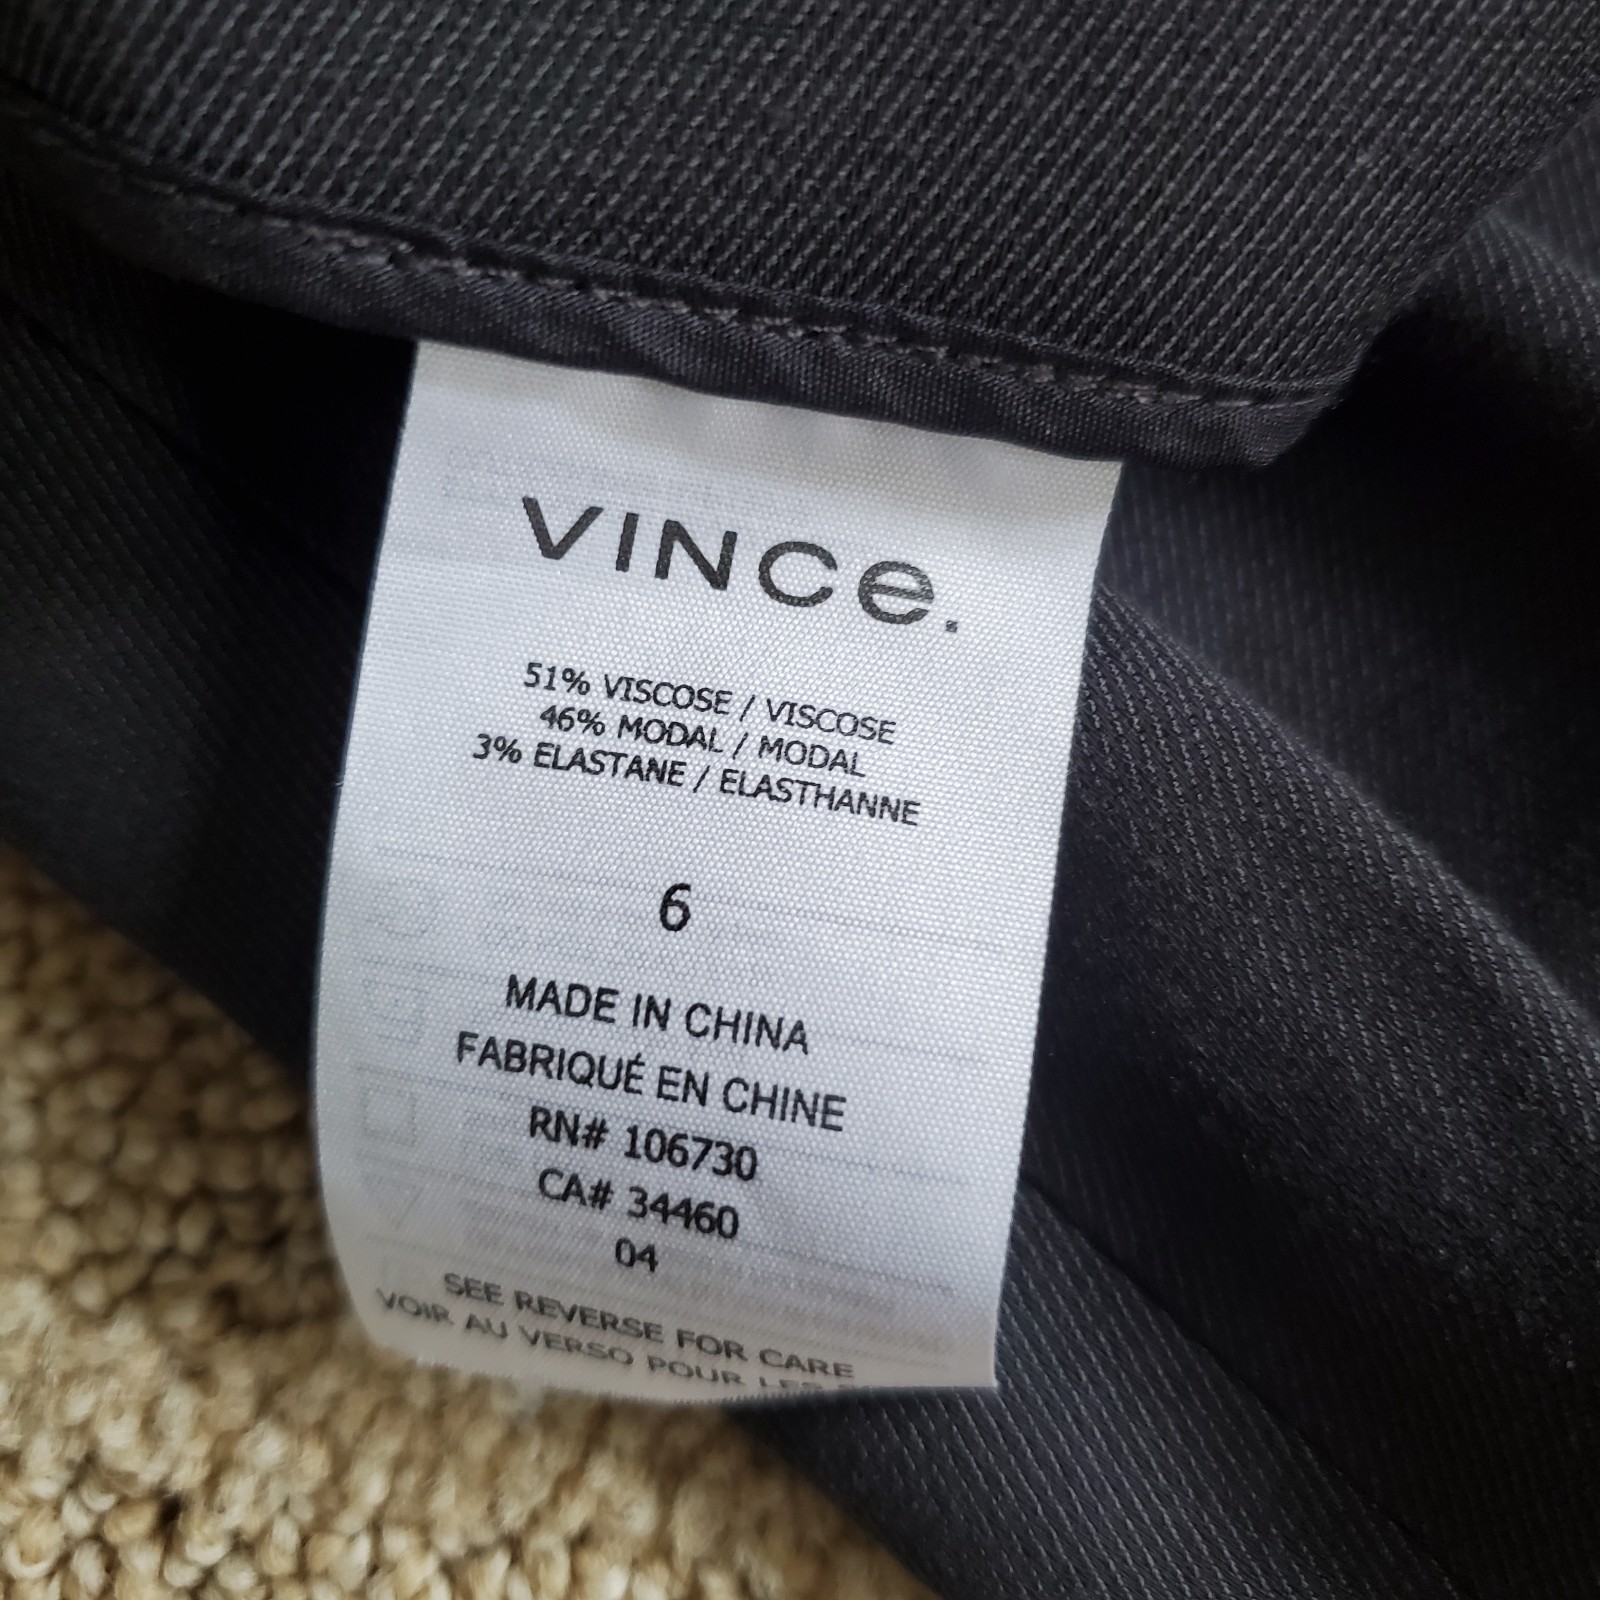 VINCe.
51% VISCOSE / VISCOSE
46% MODAL / MODAL
3% ELASTANE / ELASTHANNE
6
MADE IN CHINA
FABRIQUÉ EN CHINE
RN# 106730
CA# 34460
04
SEE REVERSE FOR CARE
VOIR AU VERSO POUR LES